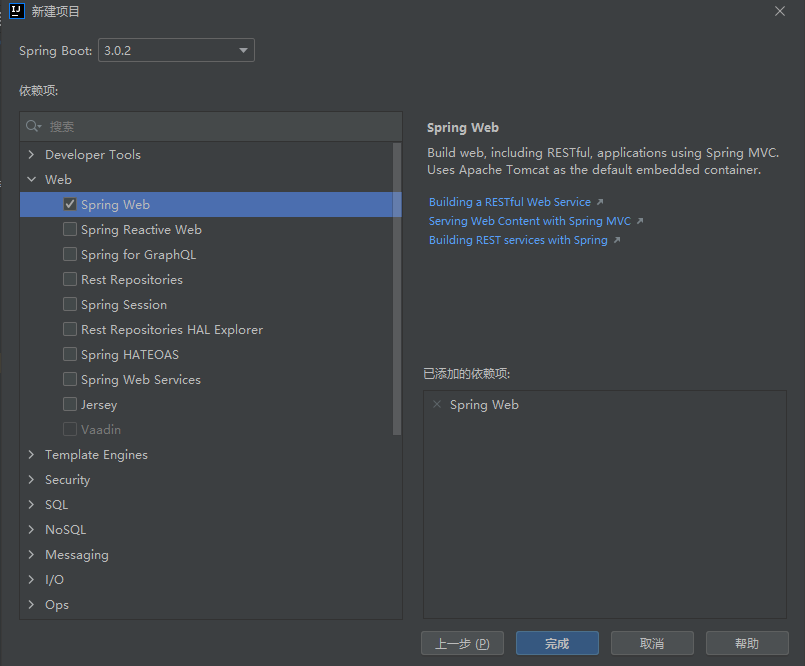 IJ
新建项目
Spring Boot: 3.0.2
依赖项:
搜索
Developer Tools
Web
Spring Web
Spring Reactive Web
Spring for GraphQL
Rest Repositories
Spring Session
Rest Repositories HAL Explorer
Spring HATEOAS
Spring Web Services
Jersey
Vaadin
Template Engines
Security
SQL
NoSQL
Messaging
I/O
Ops
Spring Web
Build web, including RESTful, applications using Spring MVC.
Uses Apache Tomcat as the default embedded container.
Building a RESTful Web Service
Serving Web Content with Spring MVC
Building REST services with Spring
已添加的依赖项:
Spring Web
上一步 (P) 完成 取消 帮助